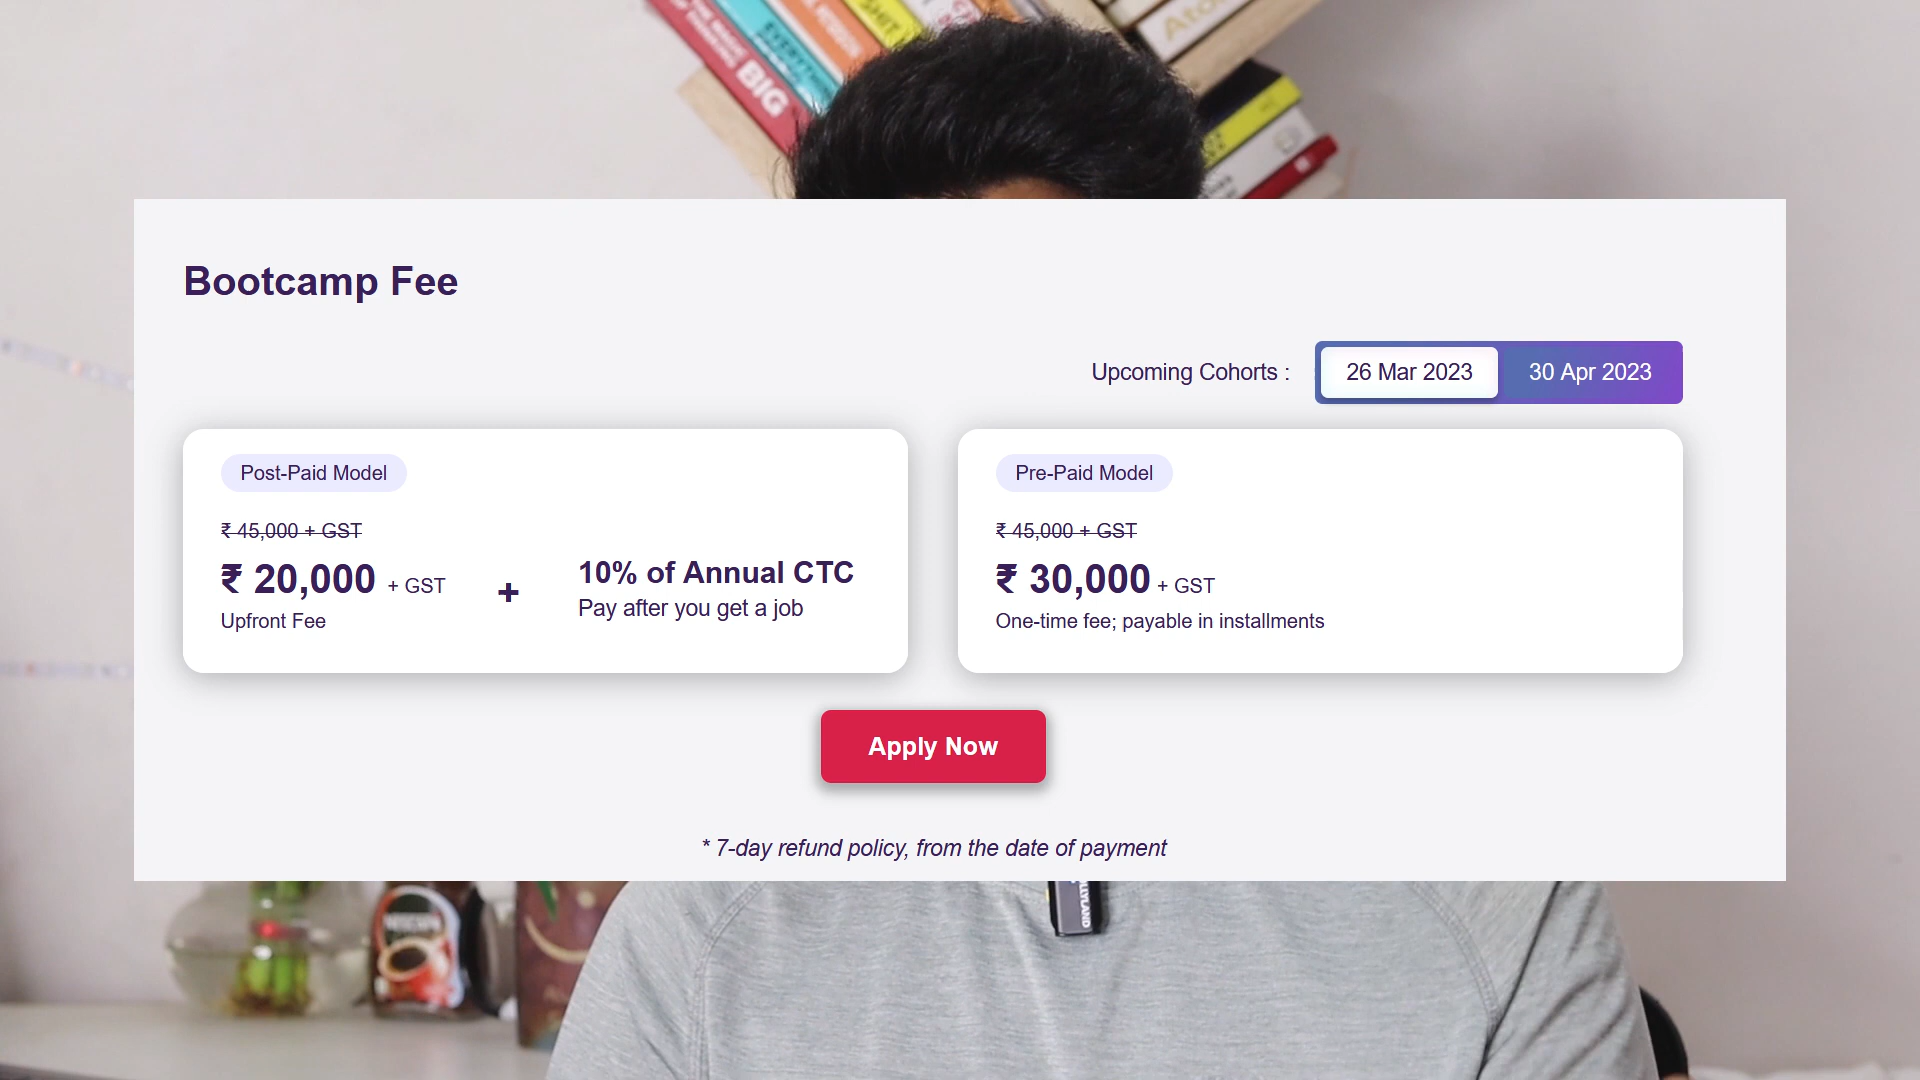 BIG
SHIT
Bootcamp Fee
Upcoming Cohorts :
26 Mar 2023
30 Apr 2023
Post-Paid Model
₹ 45,000 + GST
₹ 20,000 + GST
Upfront Fee
+
10% of Annual CTC
Pay after you get a job
Pre-Paid Model
₹ 45,000 + GST
₹ 30,000 + GST
One-time fee; payable in installments
Apply Now
* 7-day refund policy, from the date of payment